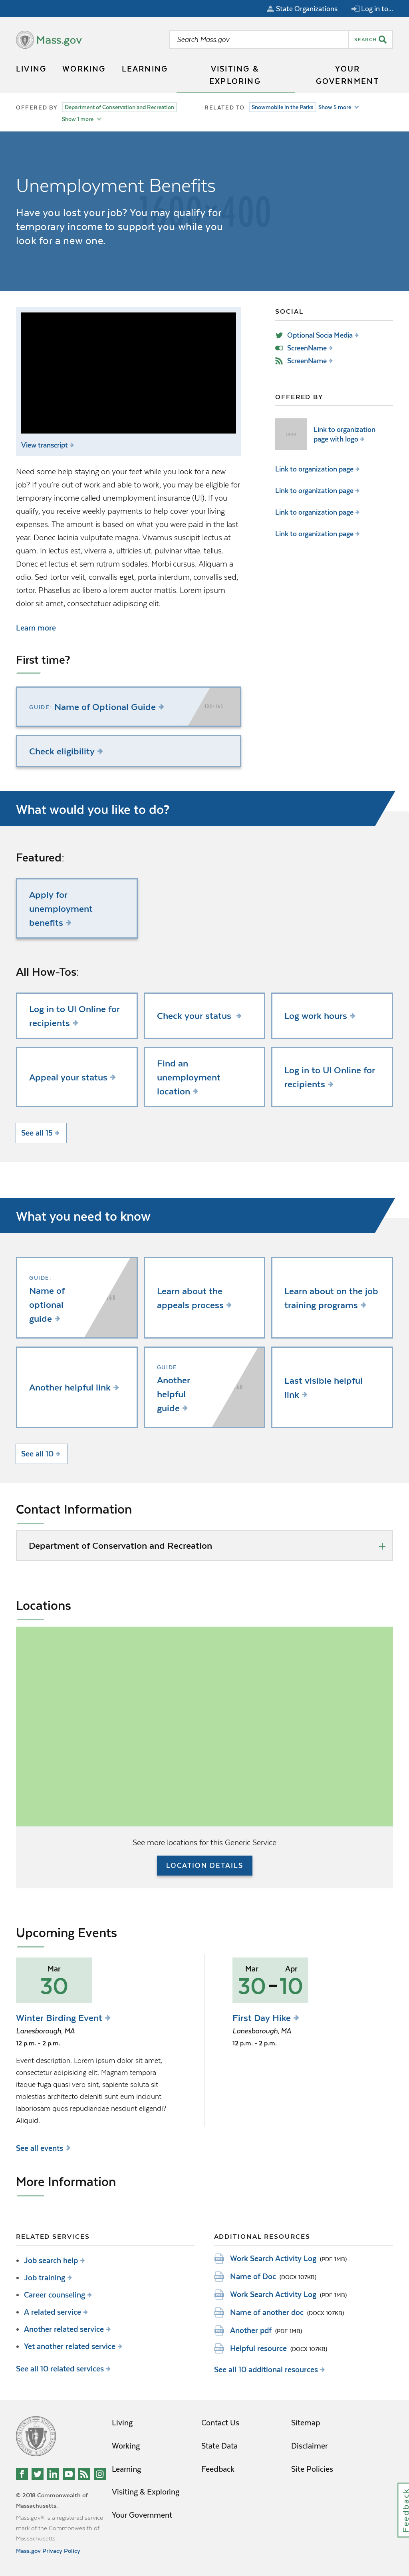 State Organizations
Log in to...
Mass.gov
Search Mass.gov
SEARCH
LIVING
WORKING
LEARNING
VISITING &
EXPLORING
YOUR
GOVERNMENT
OFFERED BY
Department of Conservation and Recreation
Show 1 more
RELATED TO
Snowmobile in the Parks
Show 5 more
1600x400
Unemployment Benefits
Have you lost your job? You may qualify for
temporary income to support you while you
look for a new one.
View transcript
Need some help staying on your feet while you look for a new
job? If you're out of work and able to work, you may be eligible for
temporary income called unemployment insurance (UI). If you
qualify, you receive weekly payments to help cover your living
expenses. The amount is based on what you were paid in the last
year. Donec lacinia vulputate magna. Vivamus suscipit lectus at
quam. In lectus est, viverra a, ultricies ut, pulvinar vitae, tellus.
Donec et lectus et sem rutrum sodales. Morbi cursus. Aliquam a
odio. Sed tortor velit, convallis eget, porta interdum, convallis sed,
tortor. Phasellus ac libero a lorem auctor mattis. Lorem ipsum
dolor sit amet, consectetuer adipiscing elit.
Learn more
SOCIAL
Optional Socia Media
ScreenName
ScreenName
OFFERED BY
Link to organization
page with logo
Link to organization page
Link to organization page
Link to organization page
Link to organization page
First time?
GUIDE: Name of Optional Guide
Check eligibility
What would you like to do?
Featured:
Apply for
unemployment
benefits
All How-Tos:
Log in to UI Online for
recipients
Check your status
Log work hours
Appeal your status
Find an
unemployment
location
Log in to UI Online for
recipients
See all 15
What you need to know
GUIDE:
Name of
optional
guide
Learn about the
appeals process
Learn about on the job
training programs
Another helpful link
GUIDE:
Another
helpful
guide
Last visible helpful
link
See all 10
Contact Information
Department of Conservation and Recreation
Locations
See more locations for this Generic Service
LOCATION DETAILS
Upcoming Events
Mar
30
Winter Birding Event
Lanesborough, MA
12 p.m. - 2 p.m.
Event description. Lorem ipsum dolor sit amet,
consectetur adipisicing elit. Magnam tempora
itaque fuga quasi vero sint, sapiente soluta sit
molestias architecto deleniti sunt eum incidunt
laboriosam quos repudiandae nesciunt eligendi?
Aliquid.
Mar Apr
30-10
First Day Hike
Lanesborough, MA
12 p.m. - 2 p.m.
See all events
More Information
RELATED SERVICES
Job search help
Job training
Career counseling
A related service
Another related service
Yet another related service
See all 10 related services
ADDITIONAL RESOURCES
Work Search Activity Log (PDF 1MB)
Name of Doc (DOCX 107KB)
Work Search Activity Log (PDF 1MB)
Name of another doc (DOCX 107KB)
Another pdf (PDF 1MB)
Helpful resource (DOCX 107KB)
See all 10 additional resources
Living
Working
Learning
Visiting & Exploring
Your Government
Contact Us
State Data
Feedback
Sitemap
Disclaimer
Site Policies
© 2018 Commonwealth of
Massachusetts.
Mass.gov® is a registered service
mark of the Commonwealth of
Massachusetts.
Mass.gov Privacy Policy
Feedback